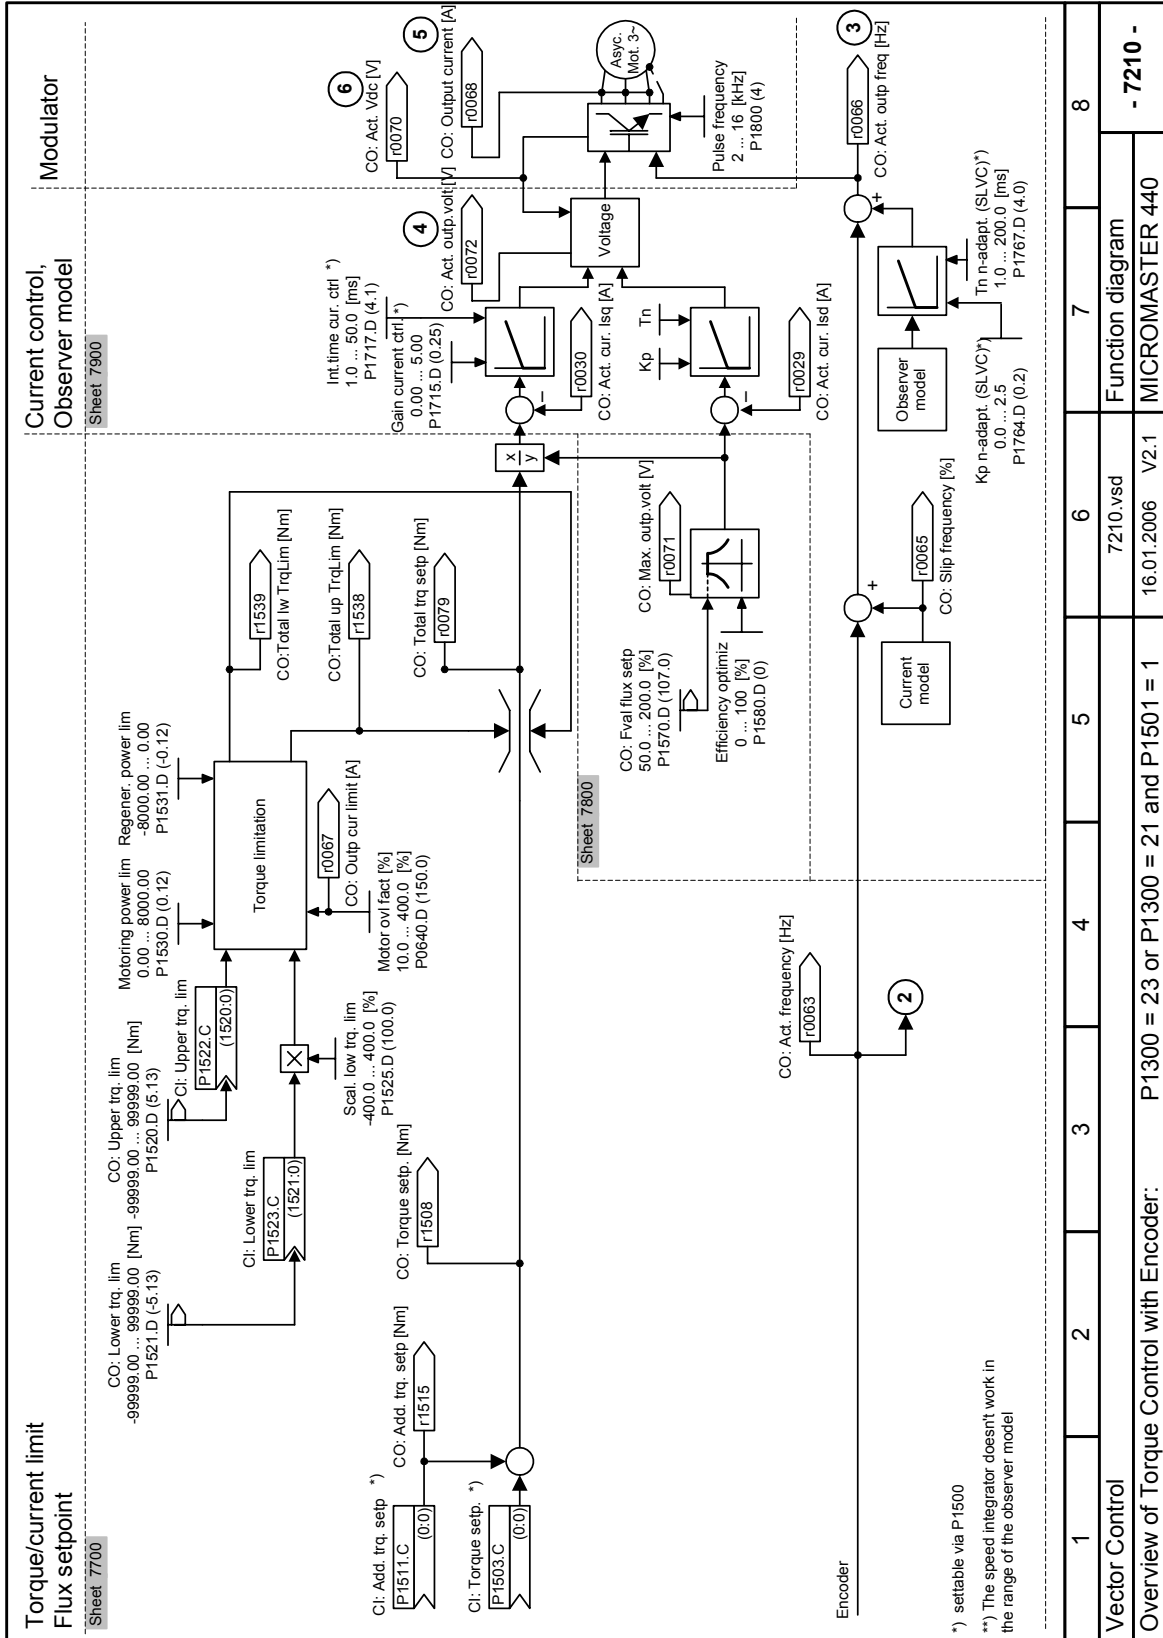 Torque/current limit
Flux setpoint
Sheet 7700
Current control,
Observer model
Sheet 7900
Modulator
CO: Lower trq. lim
-99999.00 ... 99999.00 [Nm]
P1521.D (-5.13)
CO: Upper trq. lim
-99999.00 ... 99999.00 [Nm]
P1520.D (5.13)
CI: Upper trq. lim
P1522.C
(1520:0)
CI: Lower trq. lim
P1523.C
(1521:0)
Scal. low trq. lim
-400.0 ... 400.0 [%]
P1525.D (100.0)
Motoring power lim
0.00 ... 8000.00
P1530.D (0.12)
Regener. power lim
-8000.00 ... 0.00
P1531.D (-0.12)
Torque limitation
r0067
CO: Outp cur limit [A]
Motor ovl fact [%]
10.0 ... 400.0 [%]
P0640.D (150.0)
r1539
CO:Total lw TrqLim [Nm]
r1538
CO:Total up TrqLim [Nm]
r0079
CO: Total trq setp [Nm]
CI: Add. trq. setp *)
P1511.C
(0:0)
CO: Add. trq. setp [Nm]
r1515
CI: Torque setp. *)
P1503.C
(0:0)
CO: Torque setp. [Nm]
r1508
x
y
Int.time cur. ctrl *)
1.0 ... 50.0 [ms]
P1717.D (4.1)
Gain current ctrl. *)
0.00 ... 5.00
P1715.D (0.25)
–
r0030
CO: Act. cur. Isq [A]
4
CO: Act. outp.volt[V]
r0072
Voltage
6
CO: Act. Vdc [V]
r0070
5
CO: Output current [A]
r0068
Asyc.
Mot. 3~
Pulse frequency
2 ... 16 [kHz]
P1800 (4)
Sheet 7800
CO: Fval flux setp
50.0 ... 200.0 [%]
P1570.D (107.0)
Efficiency optimiz
0 ... 100 [%]
P1580.D (0)
CO: Max. outp.volt [V]
r0071
Kp
Tn
–
r0029
CO: Act. cur. Isd [A]
Encoder
CO: Act. frequency [Hz]
r0063
2
Current
model
+
r0065
CO: Slip frequency [%]
Observer
model
Kp n-adapt. (SLVC)*)
0.0 ... 2.5
P1764.D (0.2)
Tn n-adapt. (SLVC)*)
1.0 ... 200.0 [ms]
P1767.D (4.0)
+
3
r0066
CO: Act. outp freq [Hz]
*) settable via P1500
**) The speed integrator doesn't work in
the range of the observer model
1
2
3
4
5
6
7
8
Vector Control
7210.vsd
Function diagram
- 7210 -
Overview of Torque Control with Encoder:
P1300 = 23 or P1300 = 21 and P1501 = 1
16.01.2006
V2.1
MICROMASTER 440